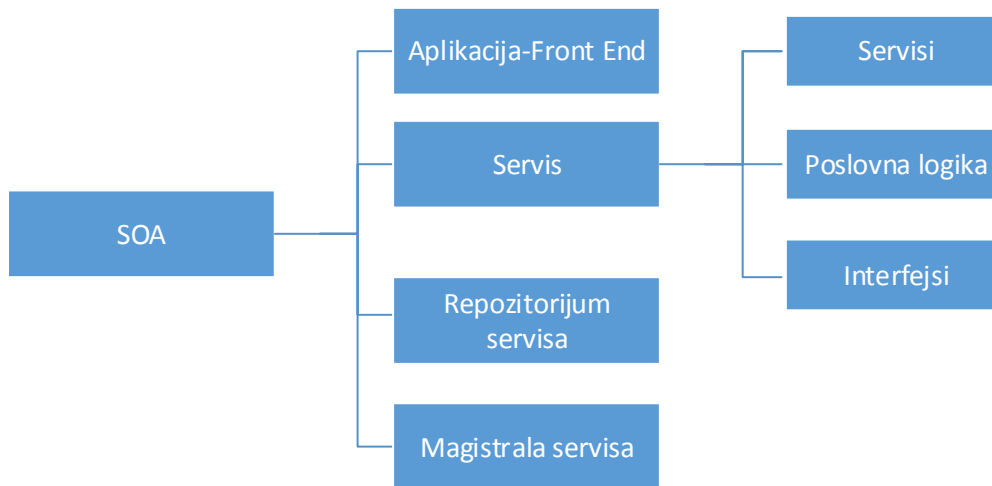 Aplikacija-Front End
Servisi
Servis
Poslovna logika
SOA
Interfejsi
Repozitorijum
servisa
Magistrala servisa